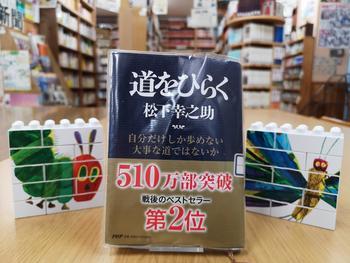 新聞
道をひらく
松下幸之助
自分だけしか歩めない
大事な道ではないか
510万部突破
戦後のベストセラー
第2位
PHP